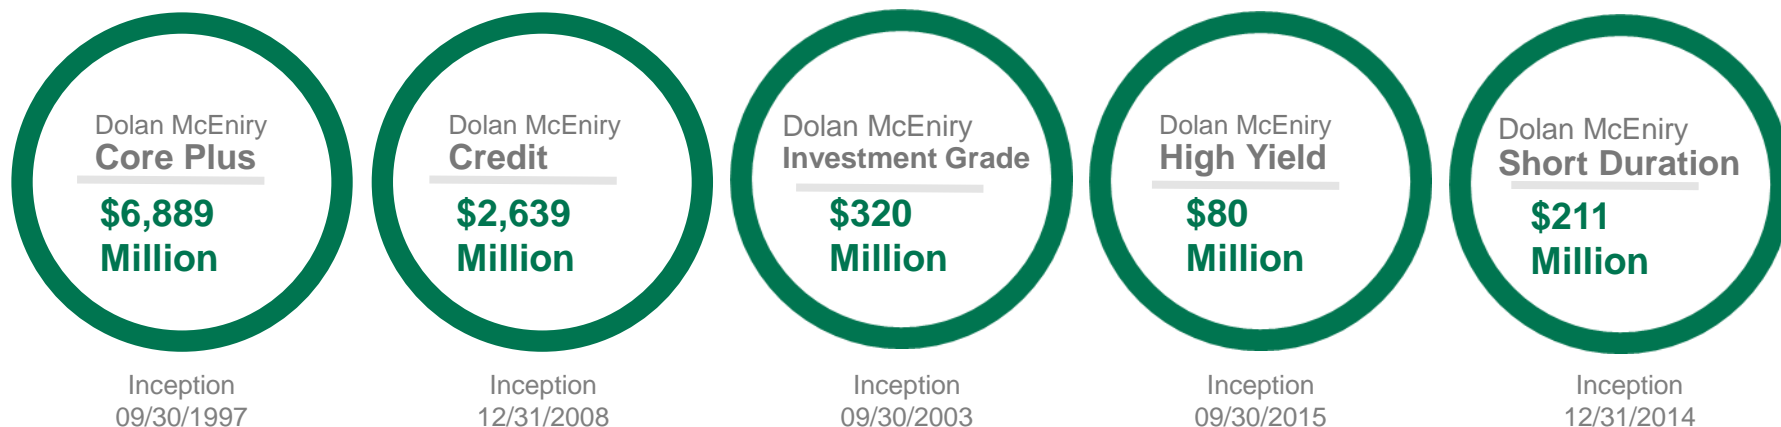 Dolan McEniry
Core Plus
$6,889
Million
Inception
09/30/1997
Dolan McEniry
Credit
$2,639
Million
Inception
12/31/2008
Dolan McEniry
Investment Grade
$320
Million
Inception
09/30/2003
Dolan McEniry
High Yield
$80
Million
Inception
09/30/2015
Dolan McEniry
Short Duration
$211
Million
Inception
12/31/2014